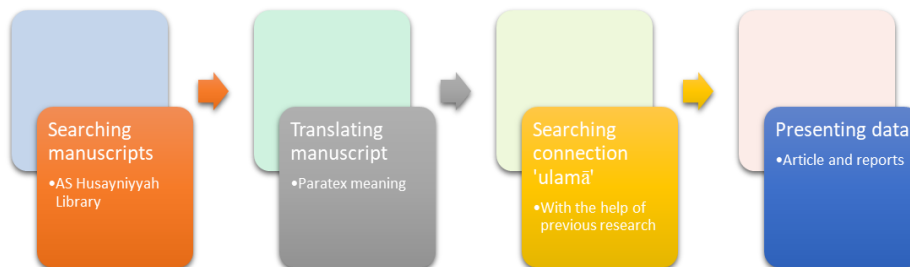 Searching
manuscripts
•AS Husayniyyah
Library
Translating
manuscript
•Paratex meaning
Searching
connection
'ulamā'
•With the help of
previous research
Presenting data
•Article and reports